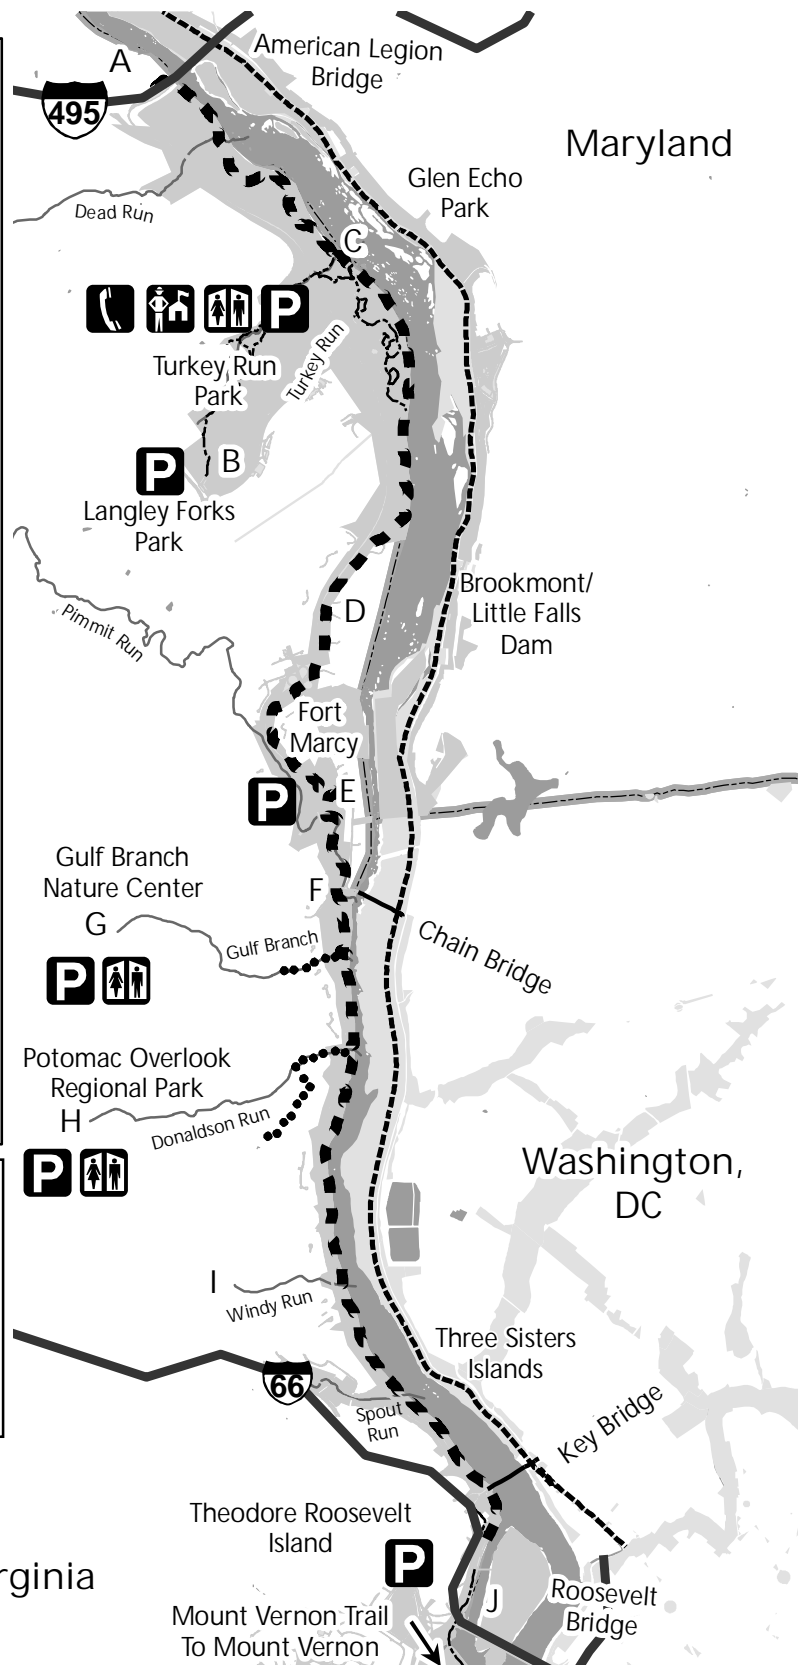 A
American Legion
Bridge
495
Maryland
Glen Echo
Park
Dead Run
C
P
Turkey Run
Park
Turkey Run
B
P
Langley Forks
Park
Brookmont/
Little Falls
Dam
D
Pimmit Run
Fort
Marcy
E
P
Gulf Branch
Nature Center
F
G
Gulf Branch
Chain Bridge
P
Potomac Overlook
Regional Park
H
Donaldson Run
P
Washington,
DC
I
Windy Run
Three Sisters
Islands
66
Spout
Run
Key Bridge
Theodore Roosevelt
Island
P
rginia
J
Roosevelt
Bridge
Mount Vernon Trail
To Mount Vernon